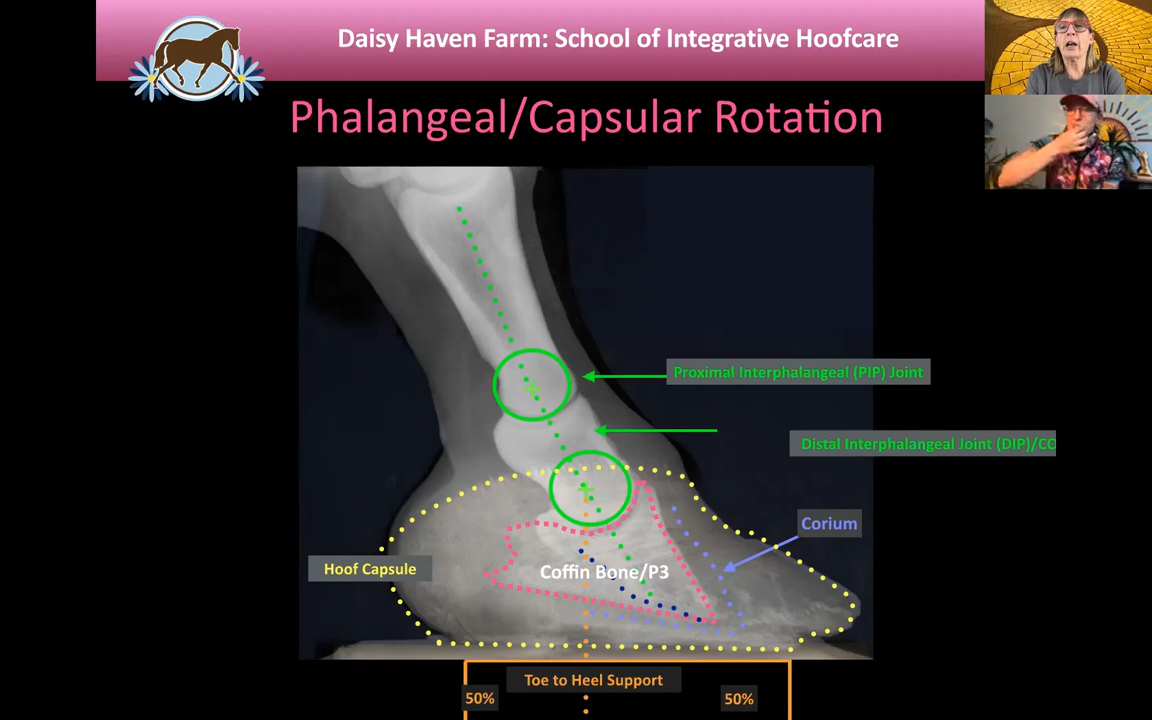 Daisy Haven Farm: School of Integrative Hoofcare
Phalangeal/Capsular Rotation
Proximal Interphalangeal (PIP) Joint
Distal Interphalangeal Joint (DIP)/CO
Corium
Hoof Capsule
Coffin Bone/P3
Toe to Heel Support
50%
50%